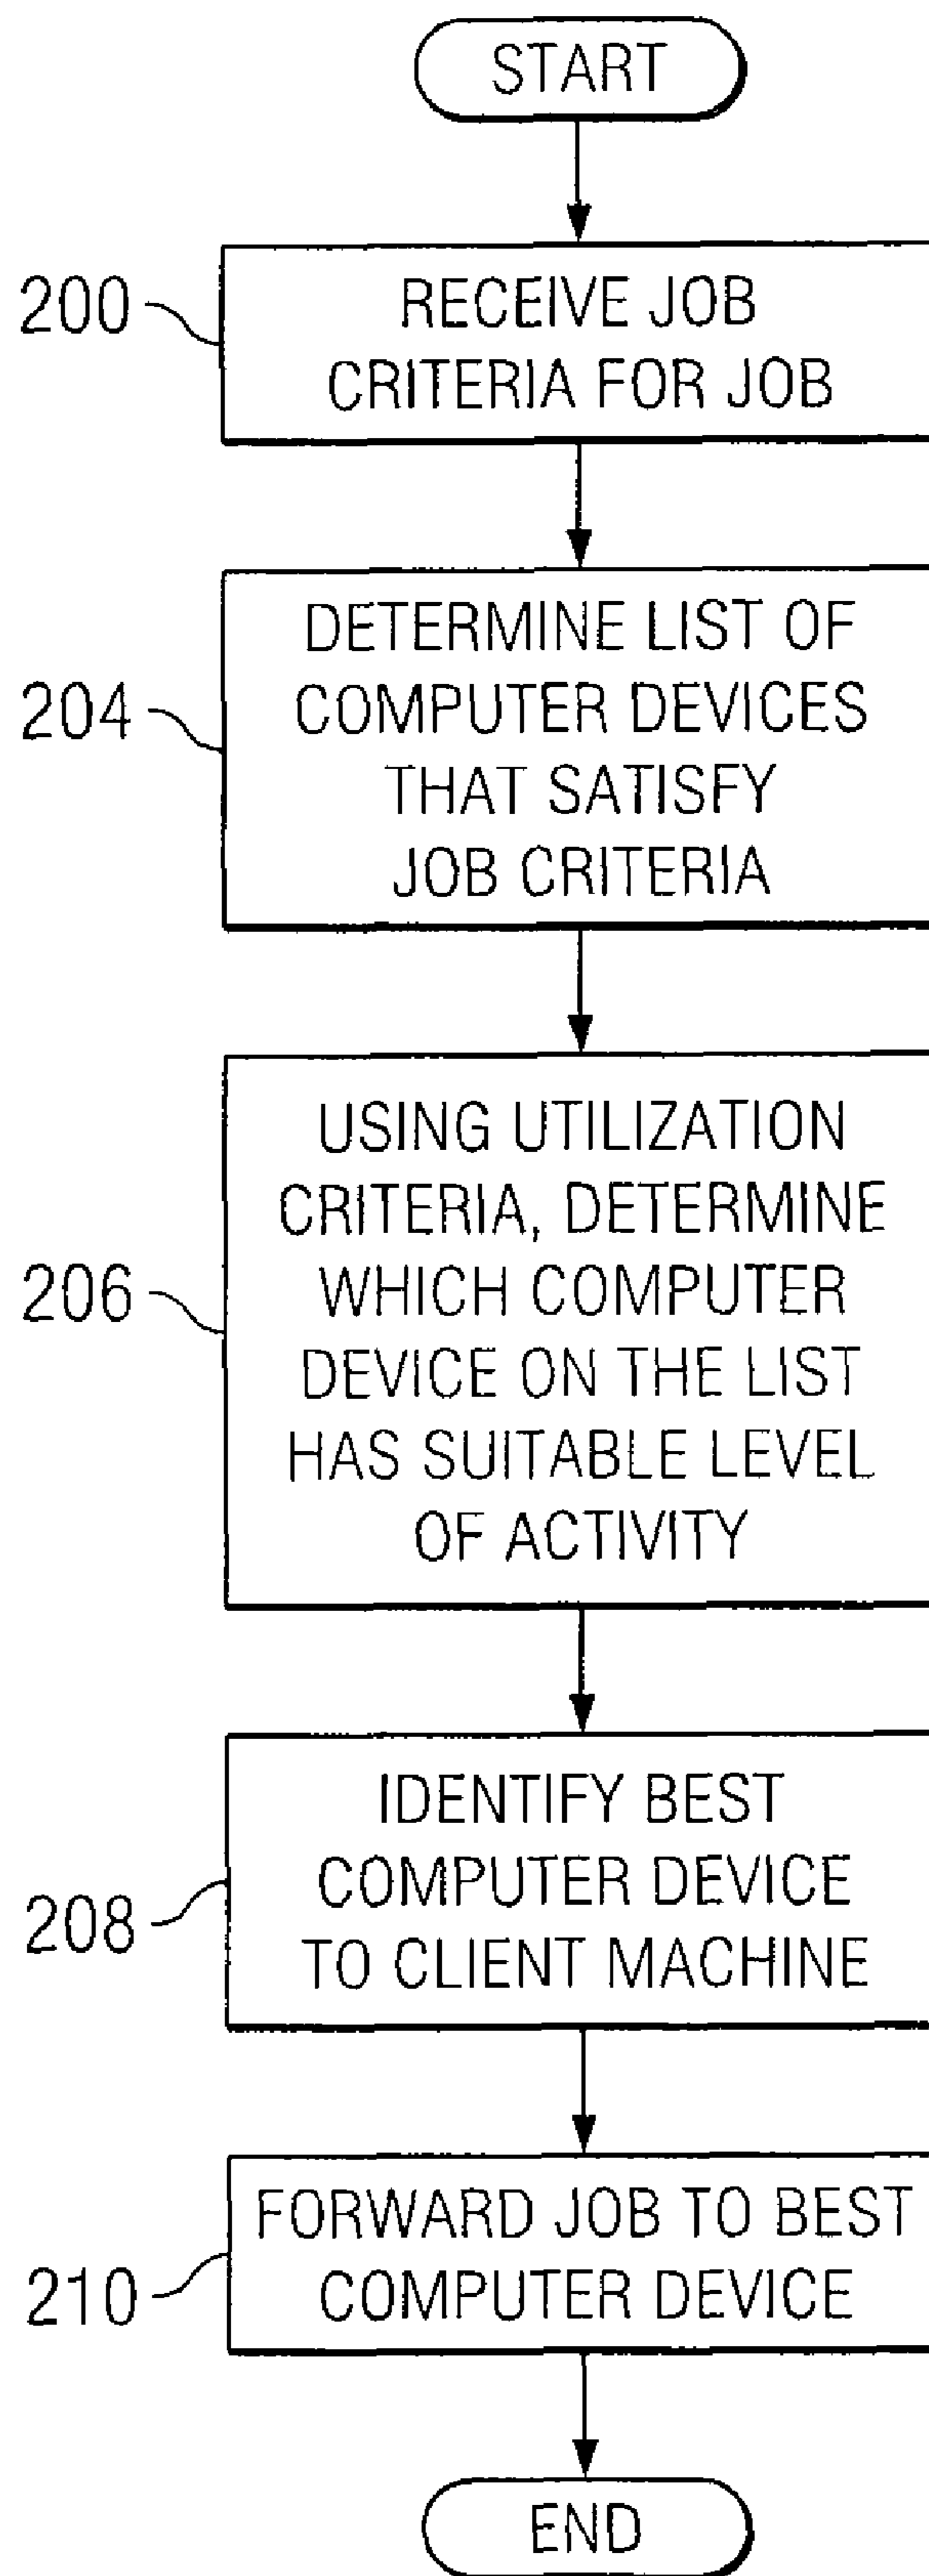 START
200
RECEIVE JOB
CRITERIA FOR JOB
204
DETERMINE LIST OF
COMPUTER DEVICES
THAT SATISFY
JOB CRITERIA
206
USING UTILIZATION
CRITERIA, DETERMINE
WHICH COMPUTER
DEVICE ON THE LIST
HAS SUITABLE LEVEL
OF ACTIVITY
208
IDENTIFY BEST
COMPUTER DEVICE
TO CLIENT MACHINE
210
FORWARD JOB TO BEST
COMPUTER DEVICE
END